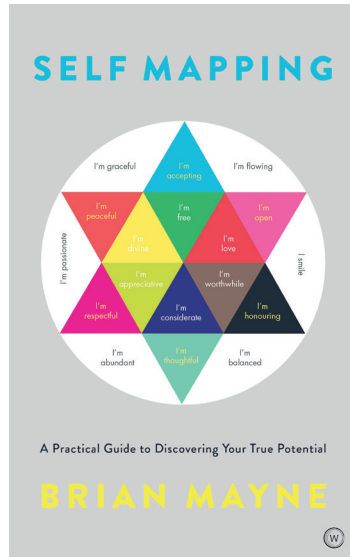 SELF MAPPING
I'm graceful
I'm
accepting
I'm flowing
I'm
peaceful
I'm
free
I'm
open
I'm passionate
I'm
divine
I'm
love
I smile
I'm
appreciative
I'm
worthwhile
I'm
respectful
I'm
considerate
I'm
honouring
I'm
abundant
I'm
thoughtful
I'm
balanced
A Practical Guide to Discovering Your True Potential
BRIAN MAYNE
W